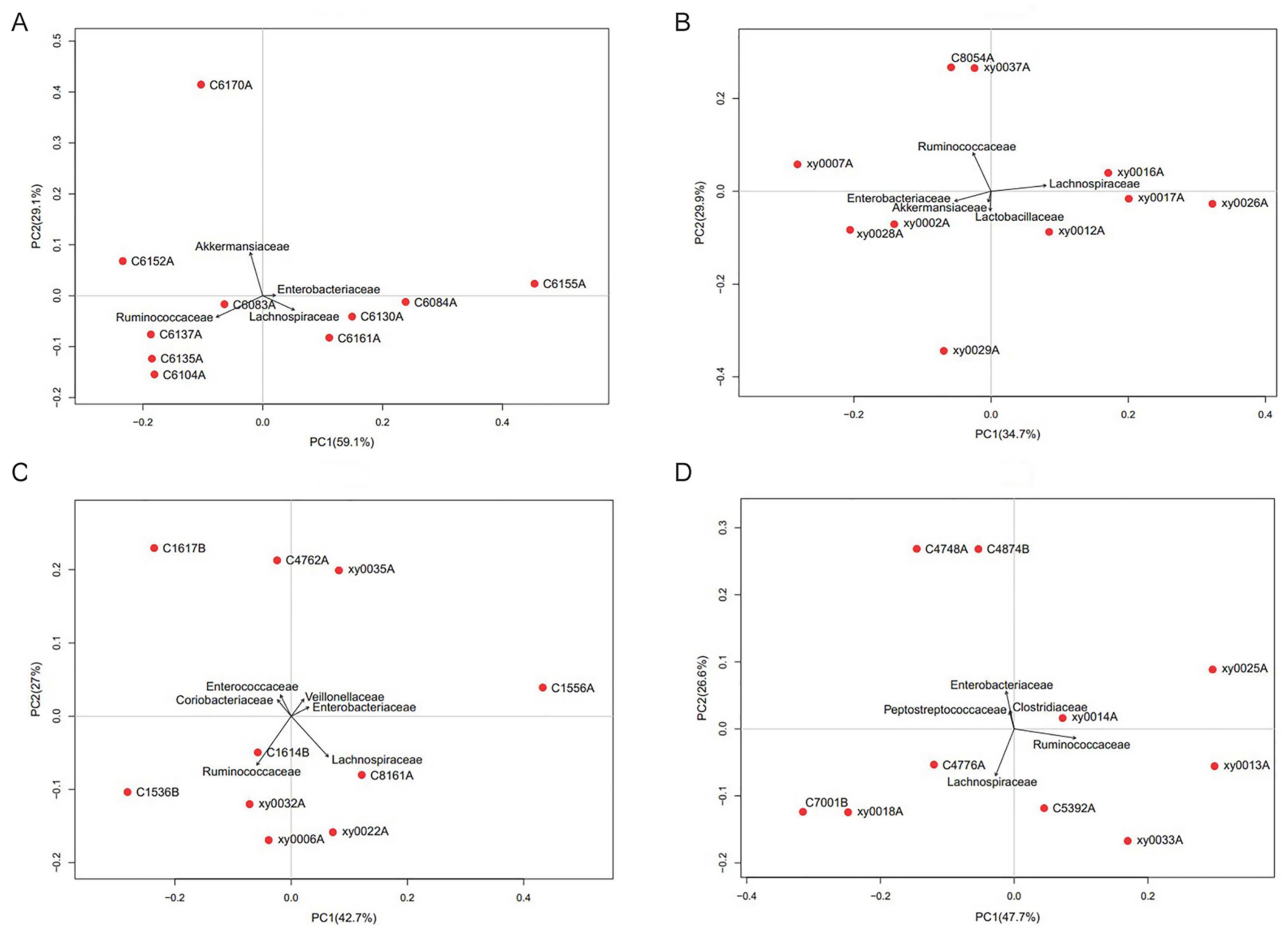 A
C6170A
Akkermansiaceae
C6152A
Enterobacteriaceae
C6155A
C6083A
C6084A
Ruminococcaceae
Lachnospiraceae
C6130A
C6137A
C6161A
C6135A
C6104A
0.5
0.4
0.3
0.2
0.1
0.0
−0.1
−0.2
PC2(29.1%)
−0.2
0.0
0.2
0.4
PC1(59.1%)
B
C8054A
xy0037A
Ruminococcaceae
xy0007A
xy0016A
Lachnospiraceae
Enterobacteriaceae
xy0017A
xy0026A
Akkermansiaceae
Lactobacillaceae
xy0002A
xy0028A
xy0012A
xy0029A
0.2
0.0
−0.2
−0.4
PC2(29.9%)
−0.2
0.0
0.2
0.4
PC1(34.7%)
C
C1617B
C4762A
xy0035A
Enterococcaceae
C1556A
Coriobacteriaceae
Veillonellaceae
Enterobacteriaceae
C1614B
Lachnospiraceae
Ruminococcaceae
C8161A
C1536B
xy0032A
xy0006A
xy0022A
0.2
0.1
0.0
−0.1
−0.2
PC2(27%)
−0.2
0.0
0.2
0.4
PC1(42.7%)
D
C4748A
C4874B
xy0025A
Enterobacteriaceae
Peptostreptococcaceae
Clostridiaceae
xy0014A
Ruminococcaceae
C4776A
xy0013A
Lachnospiraceae
C7001B
xy0018A
C5392A
xy0033A
0.3
0.2
0.1
0.0
−0.1
−0.2
PC2(26.6%)
−0.4
−0.2
0.0
0.2
PC1(47.7%)